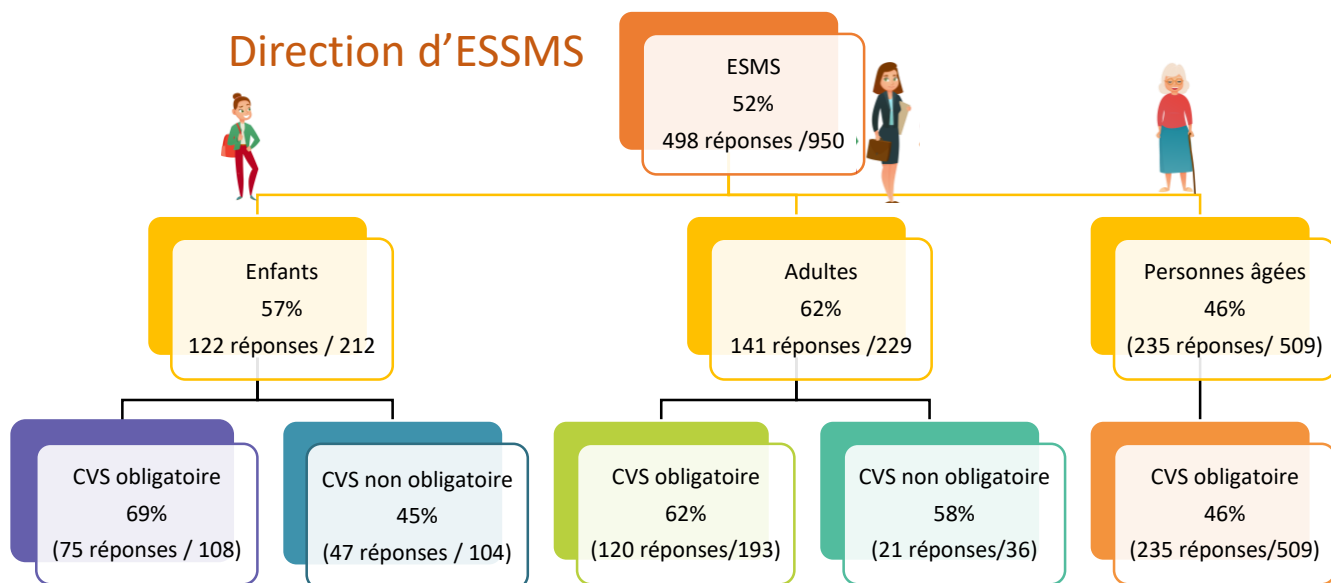 Direction d’ESSMS
ESMS
52%
498 réponses /950
Enfants
57%
122 réponses / 212
Adultes
62%
141 réponses /229
Personnes âgées
46%
(235 réponses/ 509)
CVS obligatoire
69%
(75 réponses / 108)
CVS non obligatoire
45%
(47 réponses / 104)
CVS obligatoire
62%
(120 réponses/193)
CVS non obligatoire
58%
(21 réponses/36)
CVS obligatoire
46%
(235 réponses/509)